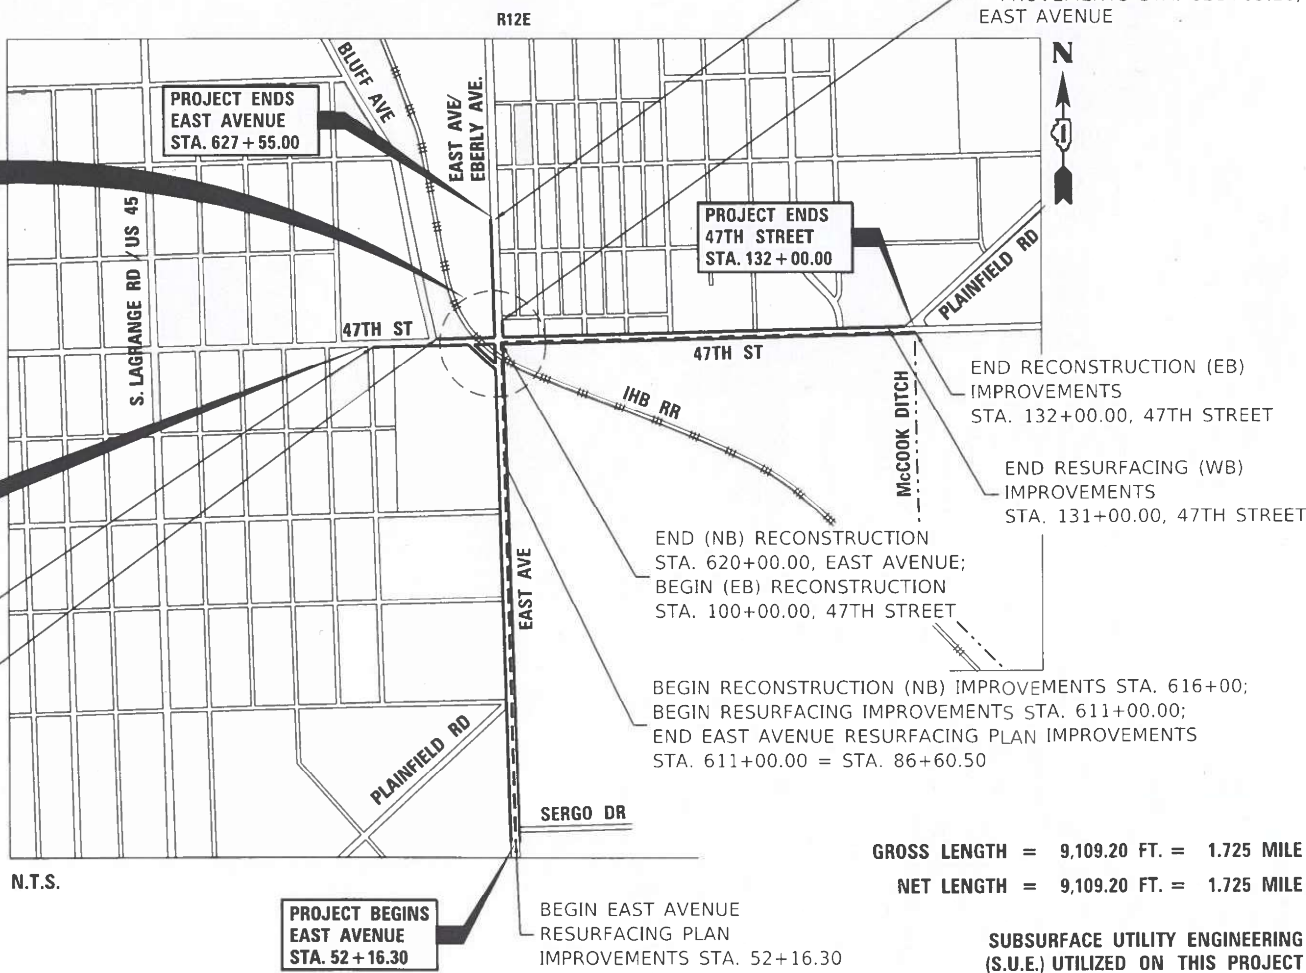 R12E
EAST AVENUE
N
BLUFF AVE
PROJECT ENDS
EAST AVENUE
STA. 627+55.00
EAST AVE/
EBERLY AVE.
S. LAGRANGE RD / US 45
PROJECT ENDS
47TH STREET
STA. 132+00.00
PLAINFIELD RD
47TH ST
47TH ST
IHB RR
McCOOK DITCH
END RECONSTRUCTION (EB)
IMPROVEMENTS
STA. 132+00.00, 47TH STREET
END RESURFACING (WB)
IMPROVEMENTS
STA. 131+00.00, 47TH STREET
END (NB) RECONSTRUCTION
STA. 620+00.00, EAST AVENUE;
BEGIN (EB) RECONSTRUCTION
STA. 100+00.00, 47TH STREET
EAST AVE
BEGIN RECONSTRUCTION (NB) IMPROVEMENTS STA. 616+00;
BEGIN RESURFACING IMPROVEMENTS STA. 611+00.00;
END EAST AVENUE RESURFACING PLAN IMPROVEMENTS
STA. 611+00.00 = STA. 86+60.50
PLAINFIELD RD
SERGO DR
N.T.S.
GROSS LENGTH = 9,109.20 FT. = 1.725 MILE
NET LENGTH = 9,109.20 FT. = 1.725 MILE
PROJECT BEGINS
EAST AVENUE
STA. 52+16.30
BEGIN EAST AVENUE
RESURFACING PLAN
IMPROVEMENTS STA. 52+16.30
SUBSURFACE UTILITY ENGINEERING
(S.U.E.) UTILIZED ON THIS PROJECT